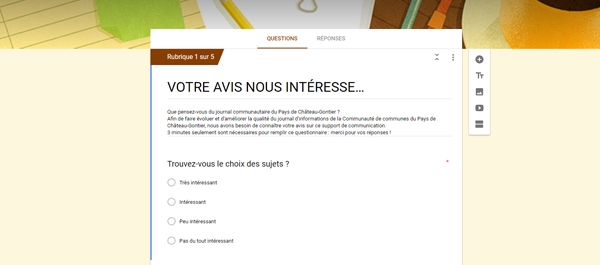 QUESTIONS RÉPONSES
Rubrique 1 sur 5
VOTRE AVIS NOUS INTÉRESSE...
Que pensez-vous du journal communautaire du Pays de Château-Gontier ?
Afin de faire évoluer et d'améliorer la qualité du journal d'informations de la Communauté de communes du Pays de
Château-Gontier, nous avons besoin de connaître votre avis sur ce support de communication.
3 minutes seulement sont nécessaires pour remplir ce questionnaire : merci pour vos réponses !
Trouvez-vous le choix des sujets ? *
Très intéressant
Intéressant
Peu intéressant
Pas du tout intéressant